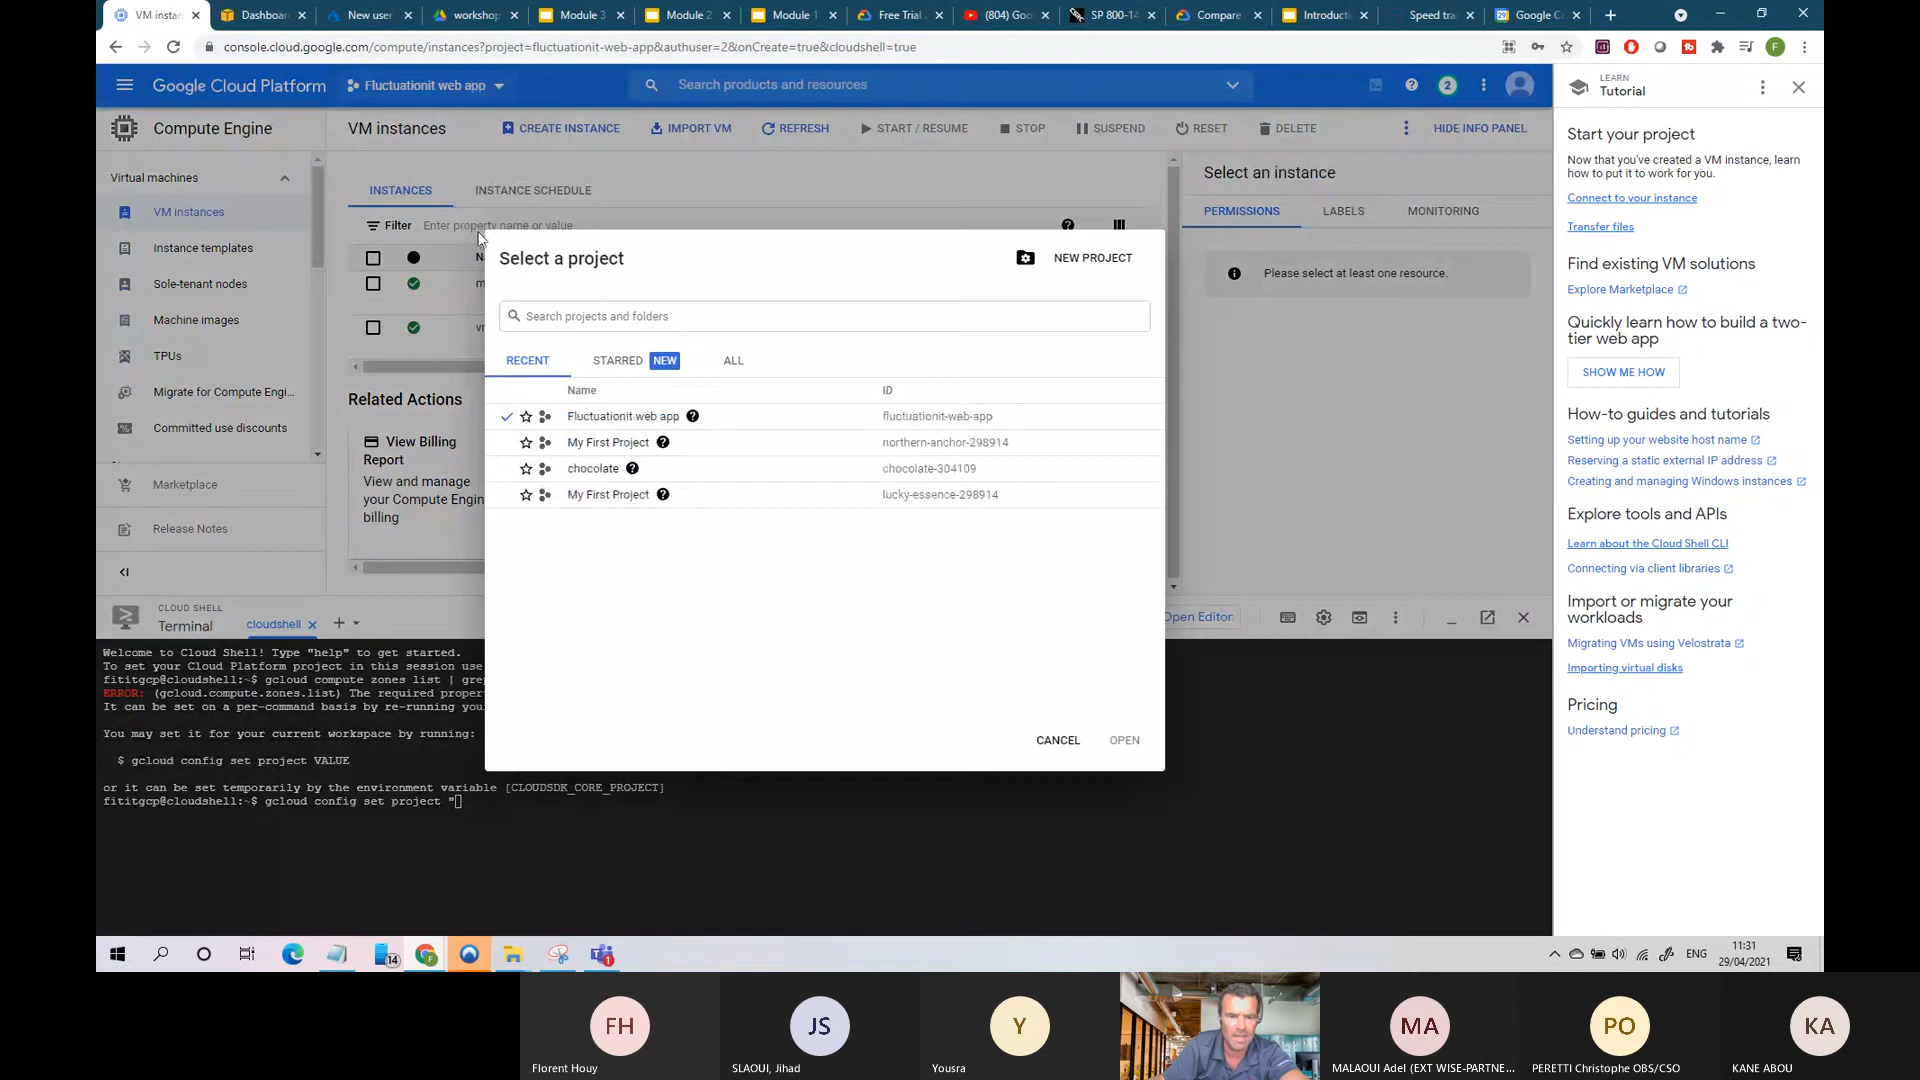 VM instan
Dashboar
New user
workshop
Module 3
Module 2
Module 1
Free Trial
(804) Goo
SP 800-14
Compare
Introducti
Speed tra
Google C
console.cloud.google.com/compute/instances?project=fluctuationit-web-app&authuser=2&onCreate=true&cloudshell=true
F
Google Cloud Platform
Fluctuationit web app
Search products and resources
2
LEARN
Tutorial
Compute Engine
VM instances
CREATE INSTANCE
IMPORT VM
REFRESH
START / RESUME
STOP
SUSPEND
RESET
DELETE
HIDE INFO PANEL
Virtual machines
VM instances
Instance templates
Sole-tenant nodes
Machine images
TPUs
Migrate for Compute Engi...
Committed use discounts
Marketplace
Release Notes
INSTANCES
INSTANCE SCHEDULE
Filter
Enter property name or value
Related Actions
View Billing
Report
View and manage
your Compute Engin
billing
Select an instance
PERMISSIONS
LABELS
MONITORING
Please select at least one resource.
Select a project
NEW PROJECT
Search projects and folders
RECENT
STARRED
NEW
ALL
Name
ID
Fluctuationit web app
fluctuationit-web-app
My First Project
northern-anchor-298914
chocolate
chocolate-304109
My First Project
lucky-essence-298914
CANCEL
OPEN
Start your project
Now that you've created a VM instance, learn
how to put it to work for you.
Connect to your instance
Transfer files
Find existing VM solutions
Explore Marketplace
Quickly learn how to build a two-
tier web app
SHOW ME HOW
How-to guides and tutorials
Setting up your website host name
Reserving a static external IP address
Creating and managing Windows instances
Explore tools and APIs
Learn about the Cloud Shell CLI
Connecting via client libraries
Import or migrate your
workloads
Migrating VMs using Velostrata
Importing virtual disks
Pricing
Understand pricing
CLOUD SHELL
Terminal
cloudshell
Open Editor
Welcome to Cloud Shell! Type "help" to get started.
To set your Cloud Platform project in this session use
fititgcp@cloudshell:~$ gcloud compute zones list | grep
ERROR: (gcloud.compute.zones.list) The required propert
It can be set on a per-command basis by re-running you
You may set it for your current workspace by running:
$ gcloud config set project VALUE
or it can be set temporarily by the environment variable [CLOUDSDK_CORE_PROJECT]
fititgcp@cloudshell:~$ gcloud config set project "
14
1
ENG
11:31
29/04/2021
FH
Florent Houy
JS
SLAOUI, Jihad
Y
Yousra
MA
MALAOUI Adel (EXT WISE-PARTNE...
PO
PERETTI Christophe OBS/CSO
KA
KANE ABOU